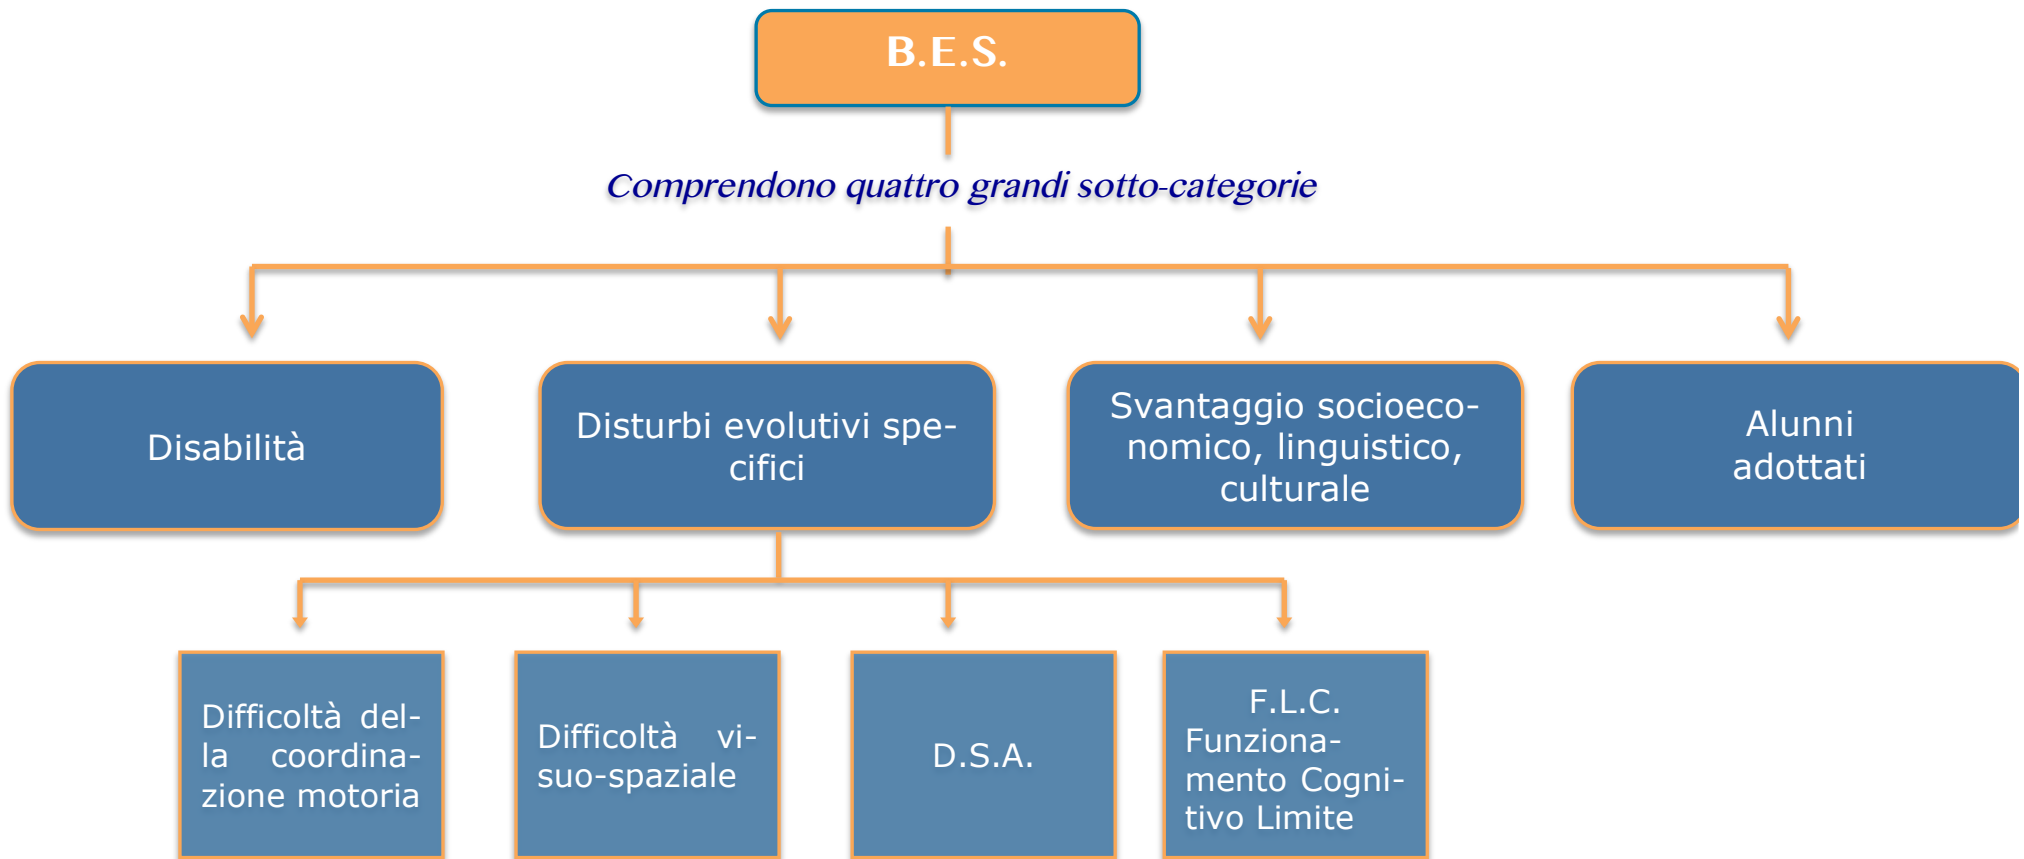 B.E.S.
Comprendono quattro grandi sotto-categorie
Disabilità
Disturbi evolutivi spe-
cifici
Svantaggio socioeco-
nomico, linguistico,
culturale
Alunni
adottati
Difficoltà del-
la coordina-
zione motoria
Difficoltà vi-
suo-spaziale
D.S.A.
F.L.C.
Funziona-
mento Cogni-
tivo Limite